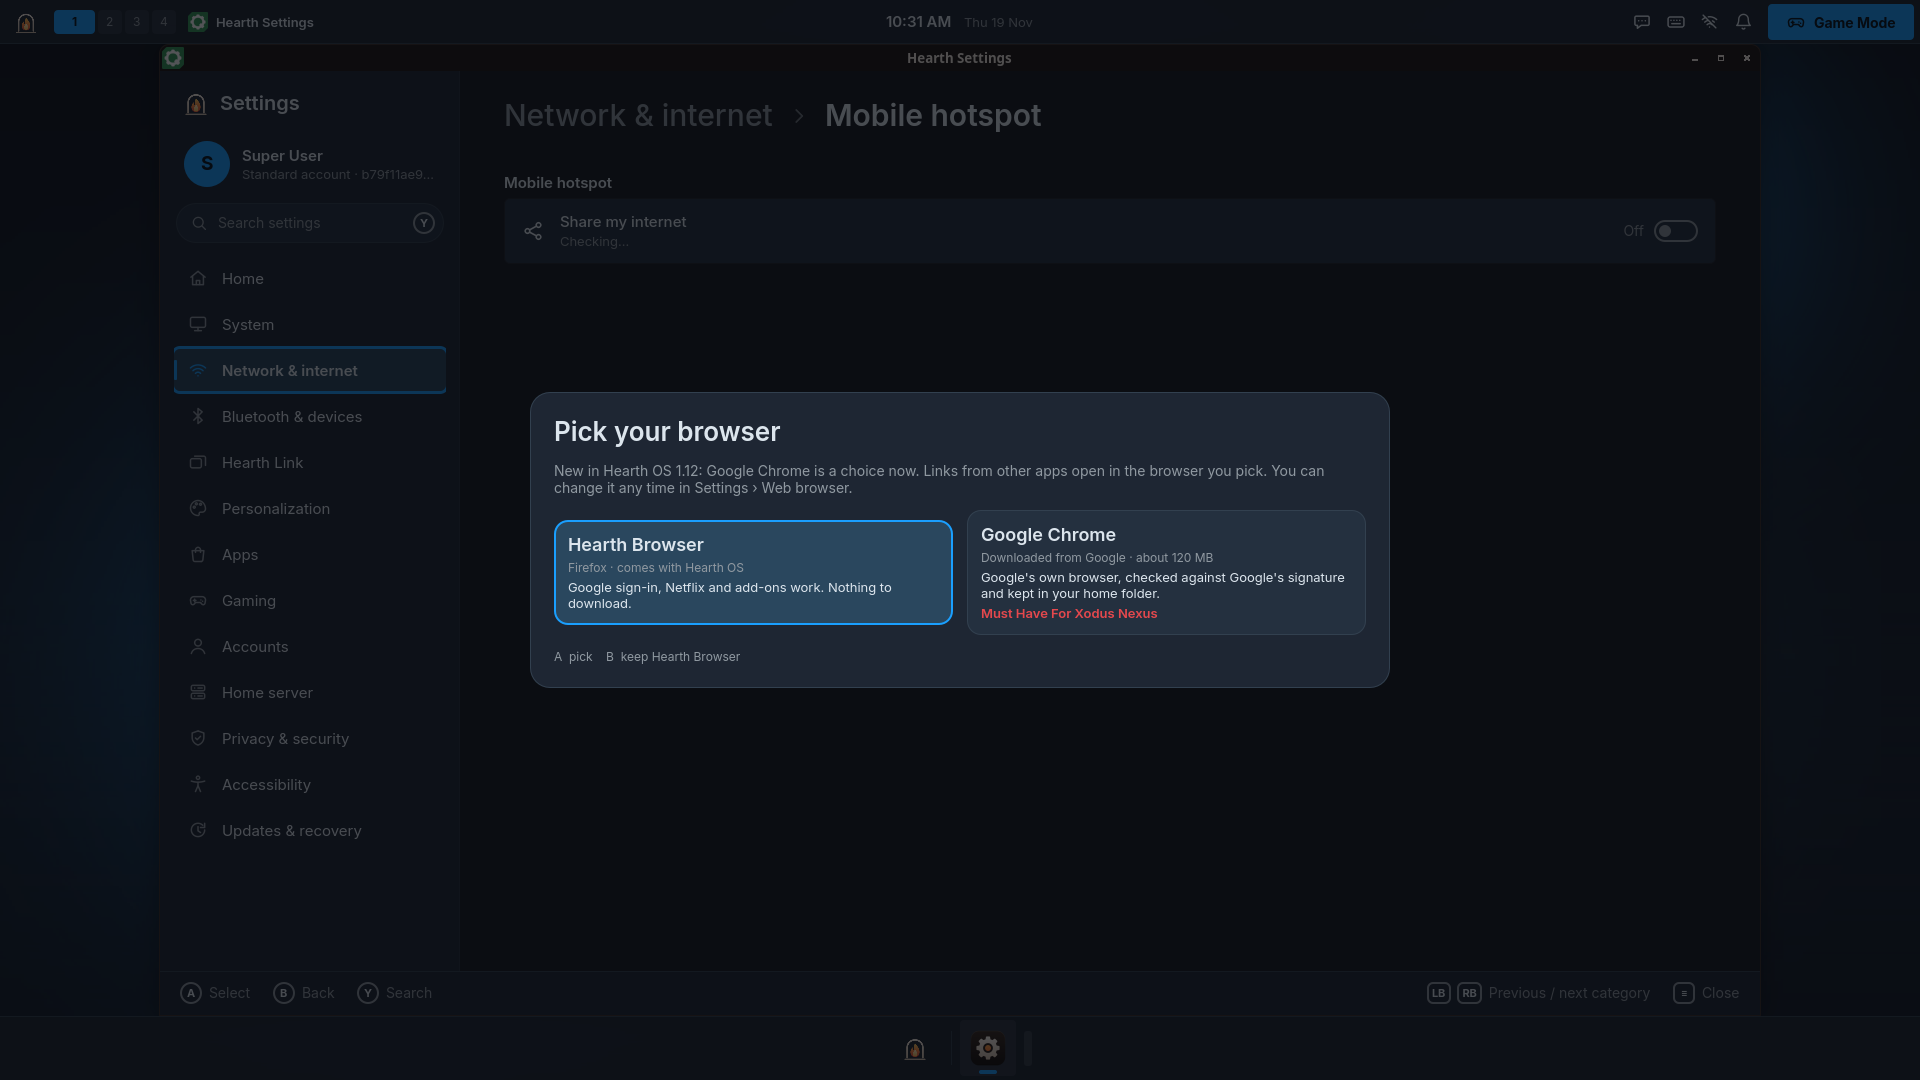 1 2 3 4 Hearth Settings 10:31 AM Thu 19 Nov Game Mode
Hearth Settings
Settings
S Super User
Standard account · b79f11ae9...
Search settings Y
Home
System
Network & internet
Bluetooth & devices
Hearth Link
Personalization
Apps
Gaming
Accounts
Home server
Privacy & security
Accessibility
Updates & recovery
Network & internet › Mobile hotspot
Mobile hotspot
Share my internet
Checking...
Off
Pick your browser
New in Hearth OS 1.12: Google Chrome is a choice now. Links from other apps open in the browser you pick. You can
change it any time in Settings › Web browser.
Hearth Browser
Firefox · comes with Hearth OS
Google sign-in, Netflix and add-ons work. Nothing to
download.
Google Chrome
Downloaded from Google · about 120 MB
Google's own browser, checked against Google's signature
and kept in your home folder.
Must Have For Xodus Nexus
A pick B keep Hearth Browser
A Select B Back Y Search LB RB Previous / next category ≡ Close